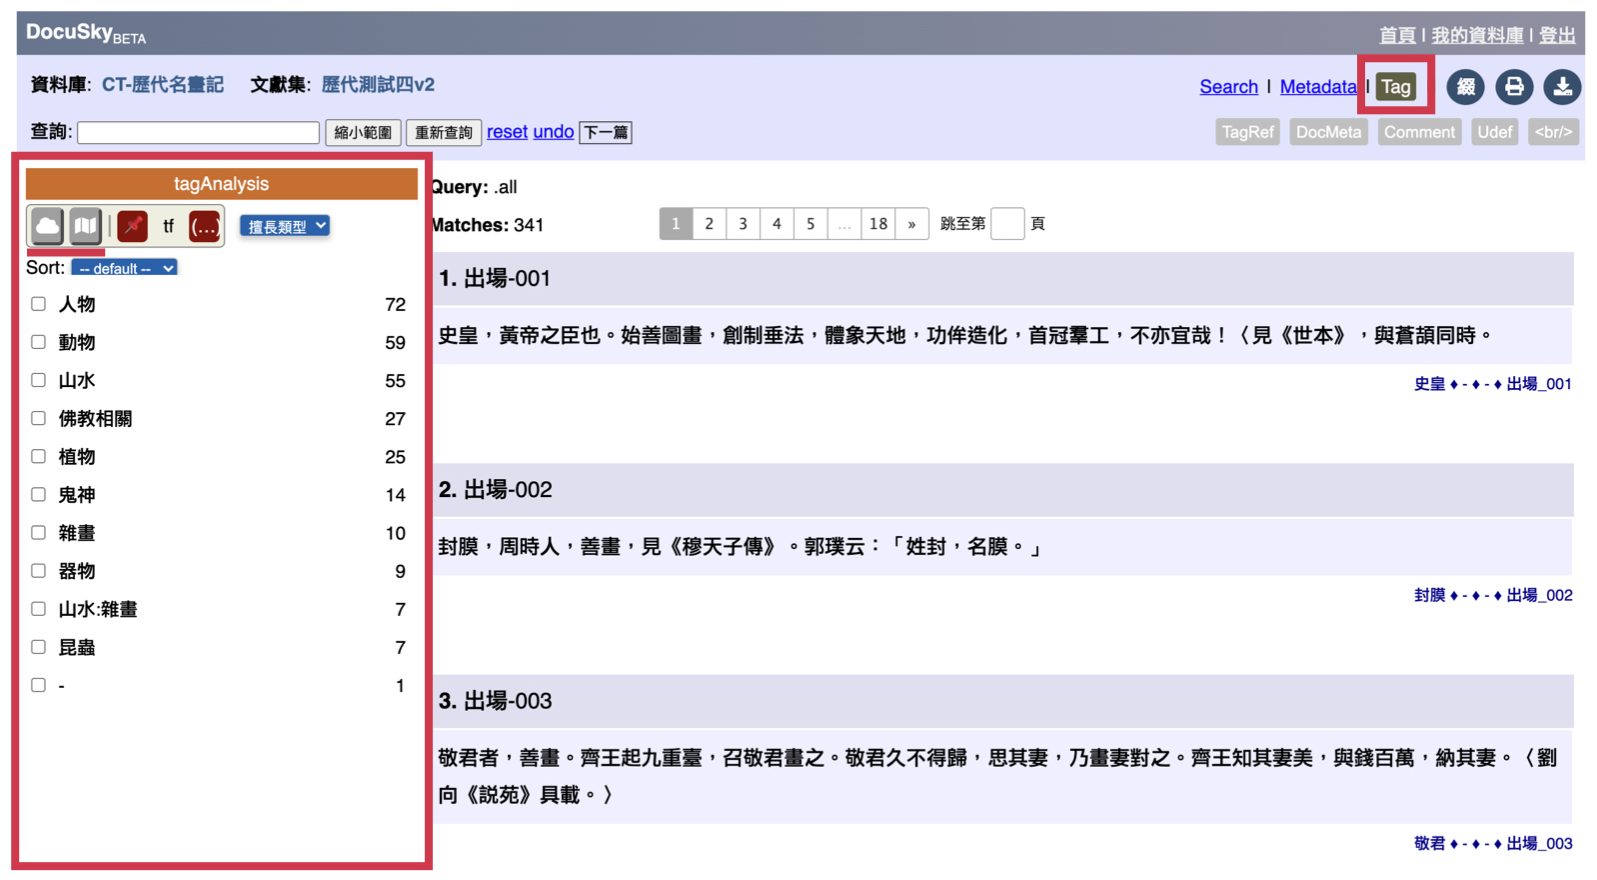 DocuSky BETA
首頁 | 我的資料庫 | 登出
資料庫: CT-歷代名畫記 文獻集: 歷代測試四v2
Search | Metadata | Tag 綴
查詢: 縮小範圍 重新查詢 reset undo 下一篇
TagRef DocMeta Comment Udef <br/>
tagAnalysis
tf (...) 擅長類型
Sort: -- default --
人物 72
動物 59
山水 55
佛教相關 27
植物 25
鬼神 14
雜畫 10
器物 9
山水:雜畫 7
昆蟲 7
- 1
Query: .all
Matches: 341
1 2 3 4 5 ... 18 » 跳至第 頁
1. 出場-001
史皇，黃帝之臣也。始善圖畫，創制垂法，體象天地，功侔造化，首冠羣工，不亦宜哉！〈見《世本》，與蒼頡同時。
史皇 ♦ - ♦ - ♦ 出場_001
2. 出場-002
封膜，周時人，善畫，見《穆天子傳》。郭璞云：「姓封，名膜。」
封膜 ♦ - ♦ - ♦ 出場_002
3. 出場-003
敬君者，善畫。齊王起九重臺，召敬君畫之。敬君久不得歸，思其妻，乃畫妻對之。齊王知其妻美，與錢百萬，納其妻。〈劉
向《説苑》具載。〉
敬君 ♦ - ♦ - ♦ 出場_003